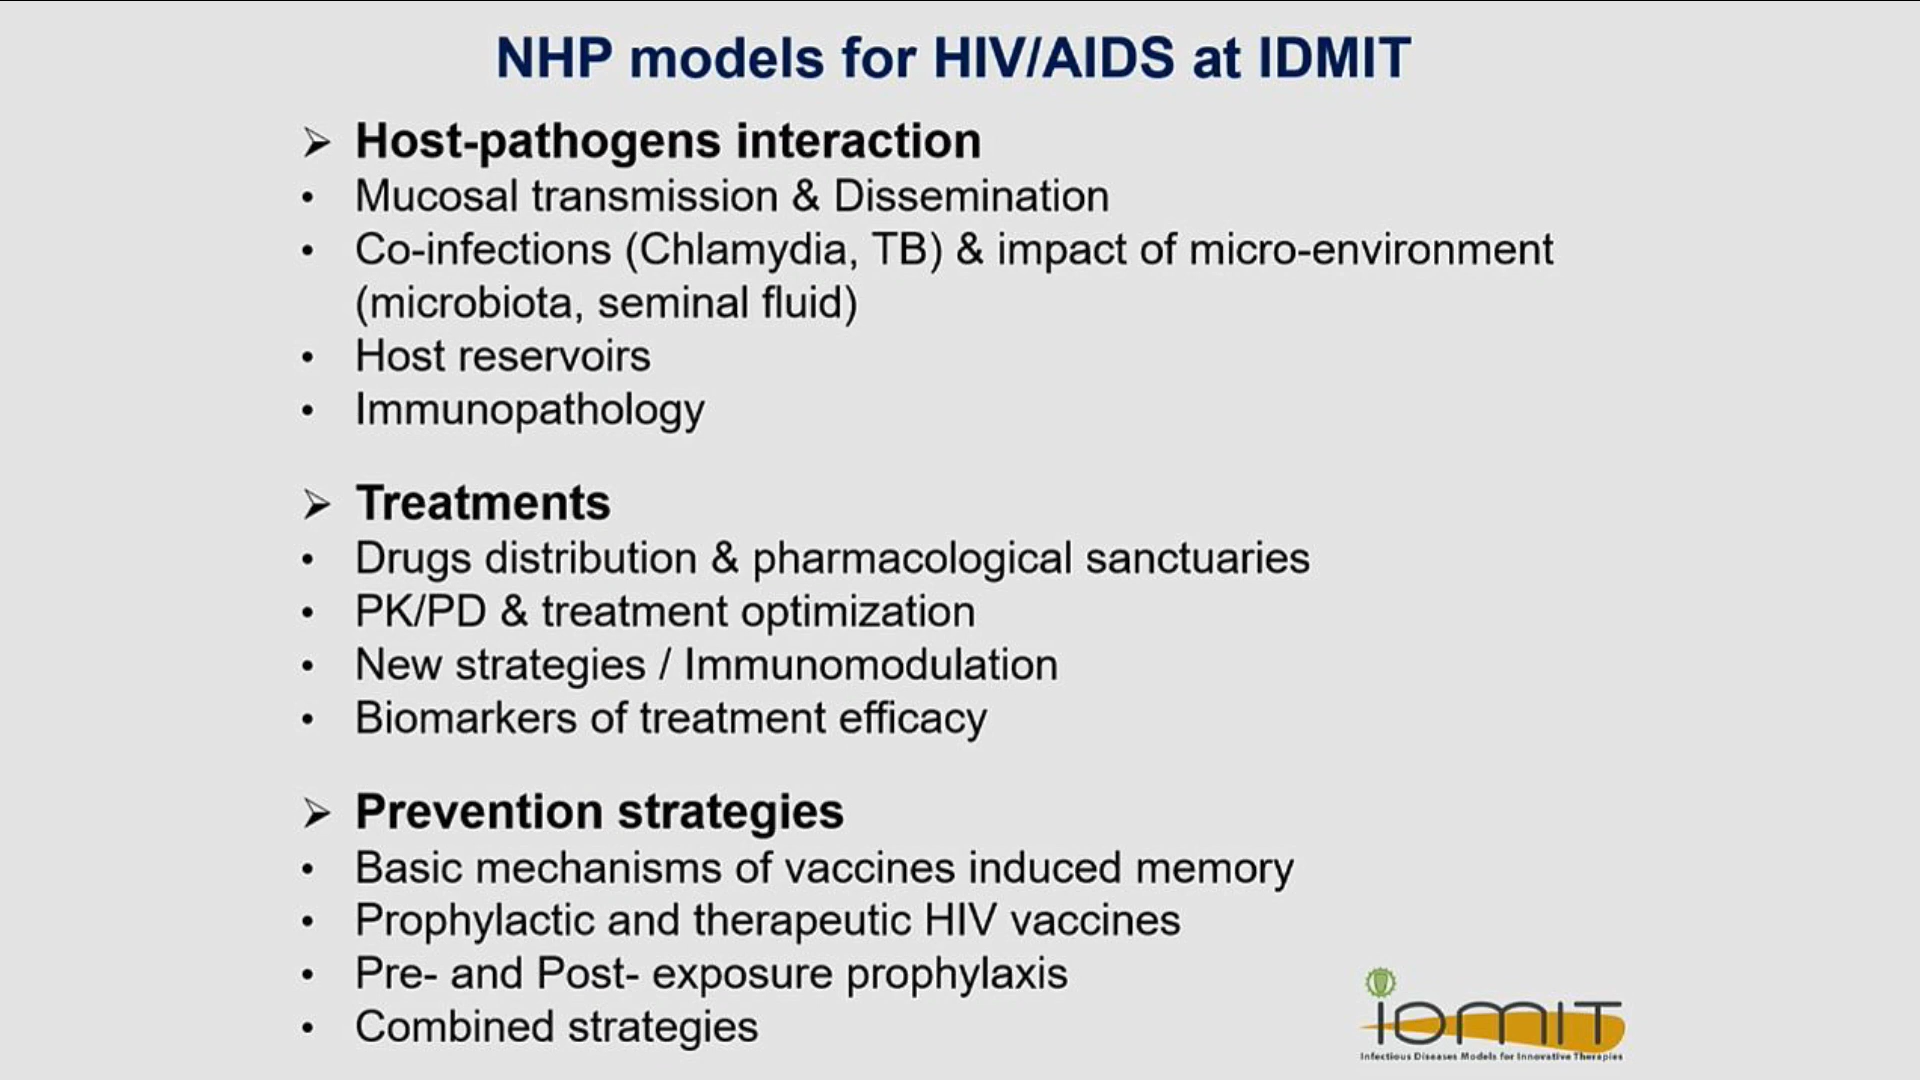 NHP models for HIV/AIDS at IDMIT
➢ Host-pathogens interaction
• Mucosal transmission & Dissemination
• Co-infections (Chlamydia, TB) & impact of micro-environment
(microbiota, seminal fluid)
• Host reservoirs
• Immunopathology
➢ Treatments
• Drugs distribution & pharmacological sanctuaries
• PK/PD & treatment optimization
• New strategies / Immunomodulation
• Biomarkers of treatment efficacy
➢ Prevention strategies
• Basic mechanisms of vaccines induced memory
• Prophylactic and therapeutic HIV vaccines
• Pre- and Post- exposure prophylaxis
• Combined strategies
iDMIT
Infectious Diseases Models for Innovative Therapies